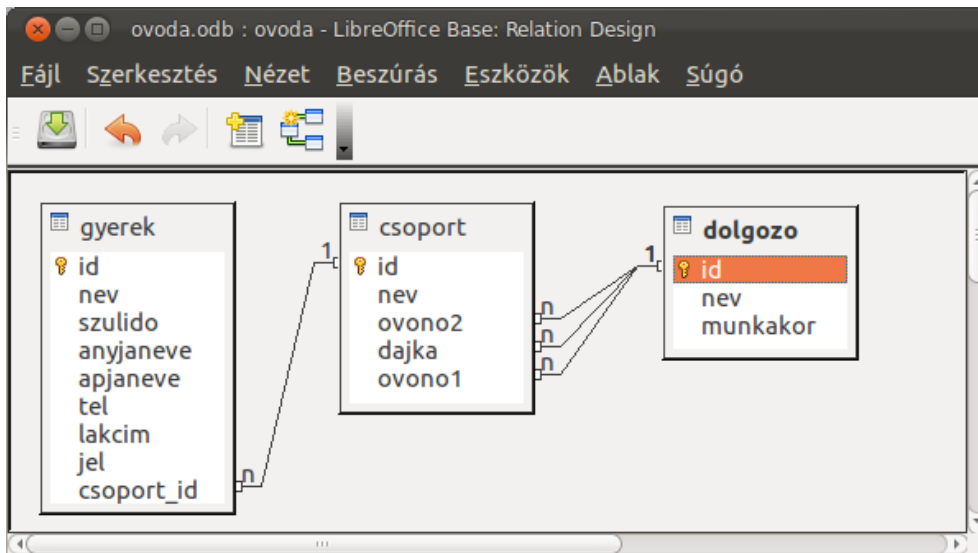 ovoda.odb : ovoda - LibreOffice Base: Relation Design
Fájl Szerkesztés Nézet Beszúrás Eszközök Ablak Súgó
gyerek
id
nev
szulido
anyjaneve
apjaneve
tel
lakcim
jel
csoport_id
n
1
csoport
id
nev
ovono2
dajka
ovono1
n
n
n
1
dolgozo
id
nev
munkakor